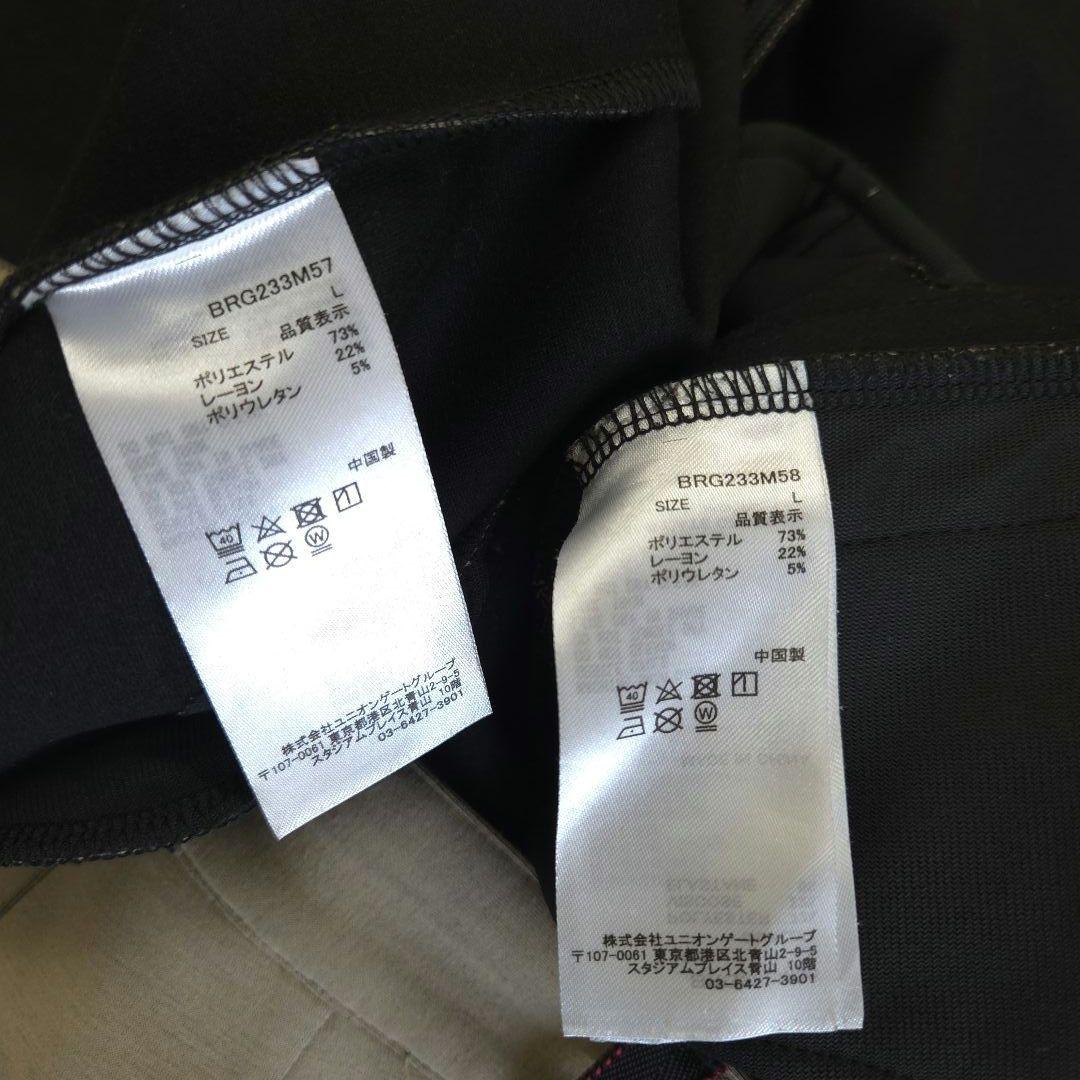 BRG233M57
SIZE L
品質表示
ポリエステル 73%
レーヨン 22%
ポリウレタン 5%
中国製
40
W
株式会社ユニオンゲートグループ
〒107-0061 東京都港区北青山2-9-5
スタジアムプレイス青山 10階
03-6427-3901
BRG233M58
SIZE L
品質表示
ポリエステル 73%
レーヨン 22%
ポリウレタン 5%
中国製
40
W
ELASTANE
VISCOSE
POLYESTER
株式会社ユニオンゲートグループ
〒107-0061 東京都港区北青山2-9-5
スタジアムプレイス青山 10階
03-6427-3901